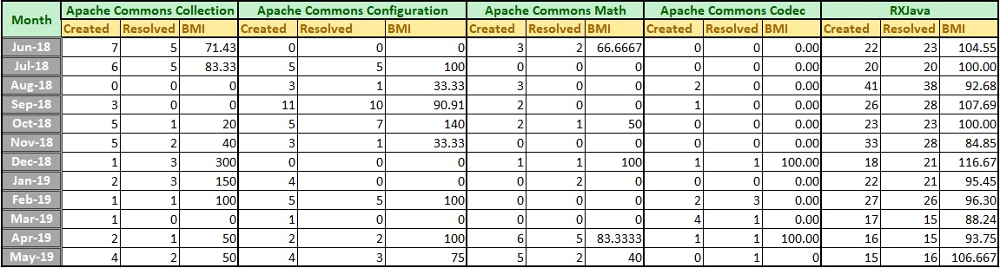 Month Apache Commons Collection Apache Commons Configuration Apache Commons Math Apache Commons Codec RXJava
Created Resolved BMI Created Resolved BMI Created Resolved BMI Created Resolved BMI Created Resolved BMI
Jun-18 7 5 71.43 0 0 0 3 2 66.6667 0 0 0.00 22 23 104.55
Jul-18 6 5 83.33 5 5 100 0 0 0 0 0 0.00 20 20 100.00
Aug-18 0 0 0 3 1 33.33 3 0 0 2 0 0.00 41 38 92.68
Sep-18 3 0 0 11 10 90.91 2 0 0 1 0 0.00 26 28 107.69
Oct-18 5 1 20 5 7 140 2 1 50 0 0 0.00 23 23 100.00
Nov-18 5 2 40 3 1 33.33 0 0 0 0 0 0.00 33 28 84.85
Dec-18 1 3 300 0 0 0 1 1 100 1 1 100.00 18 21 116.67
Jan-19 2 3 150 4 0 0 0 2 0 0 0 0.00 22 21 95.45
Feb-19 1 1 100 5 5 100 0 0 0 2 3 0.00 27 26 96.30
Mar-19 1 0 0 1 0 0 0 0 0 4 1 0.00 17 15 88.24
Apr-19 2 1 50 2 2 100 6 5 83.3333 1 1 100.00 16 15 93.75
May-19 4 2 50 4 3 75 5 2 40 0 1 0 15 16 106.667